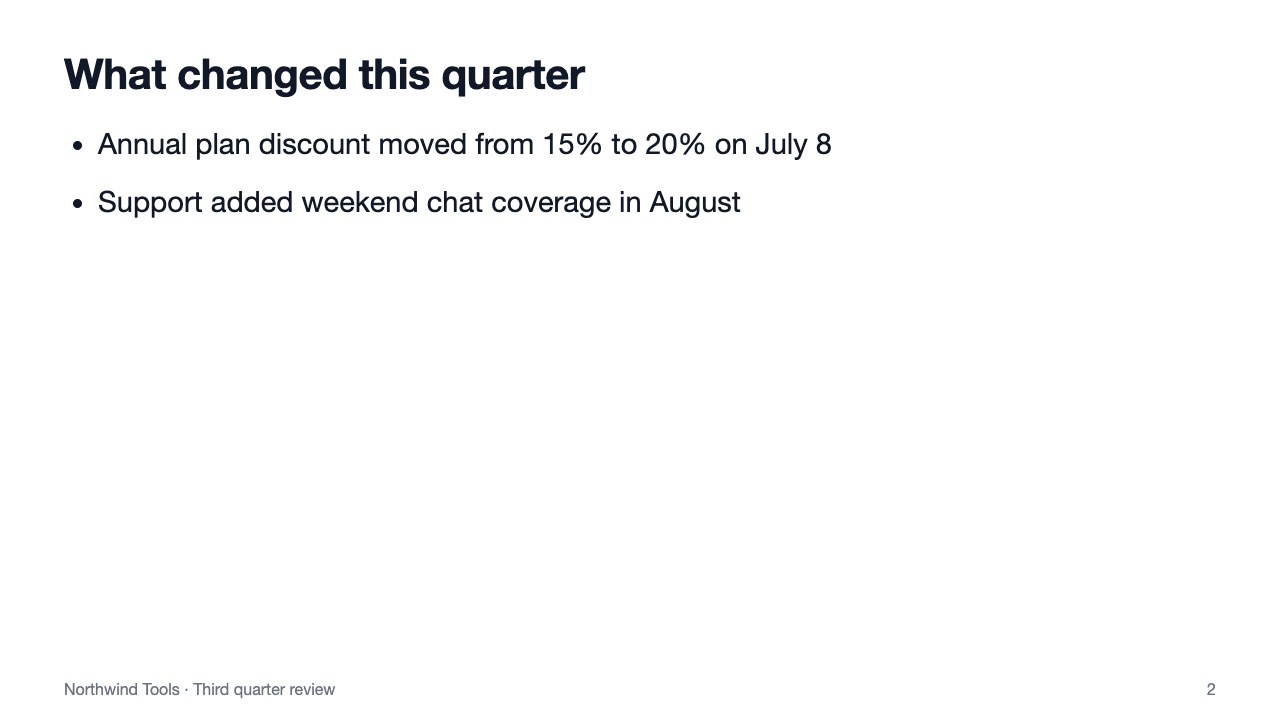 What changed this quarter
• Annual plan discount moved from 15% to 20% on July 8
• Support added weekend chat coverage in August
Northwind Tools · Third quarter review
2